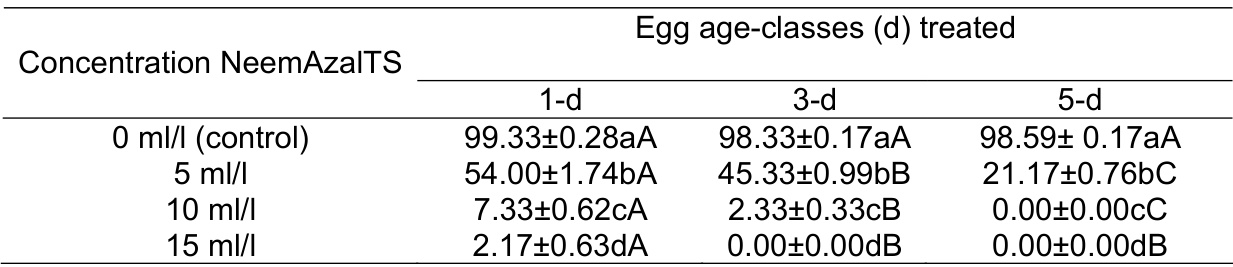 Egg age-classes (d) treated
Concentration NeemAzalTS
1-d 3-d 5-d
0 ml/l (control) 99.33±0.28aA 98.33±0.17aA 98.59± 0.17aA
5 ml/l 54.00±1.74bA 45.33±0.99bB 21.17±0.76bC
10 ml/l 7.33±0.62cA 2.33±0.33cB 0.00±0.00cC
15 ml/l 2.17±0.63dA 0.00±0.00dB 0.00±0.00dB